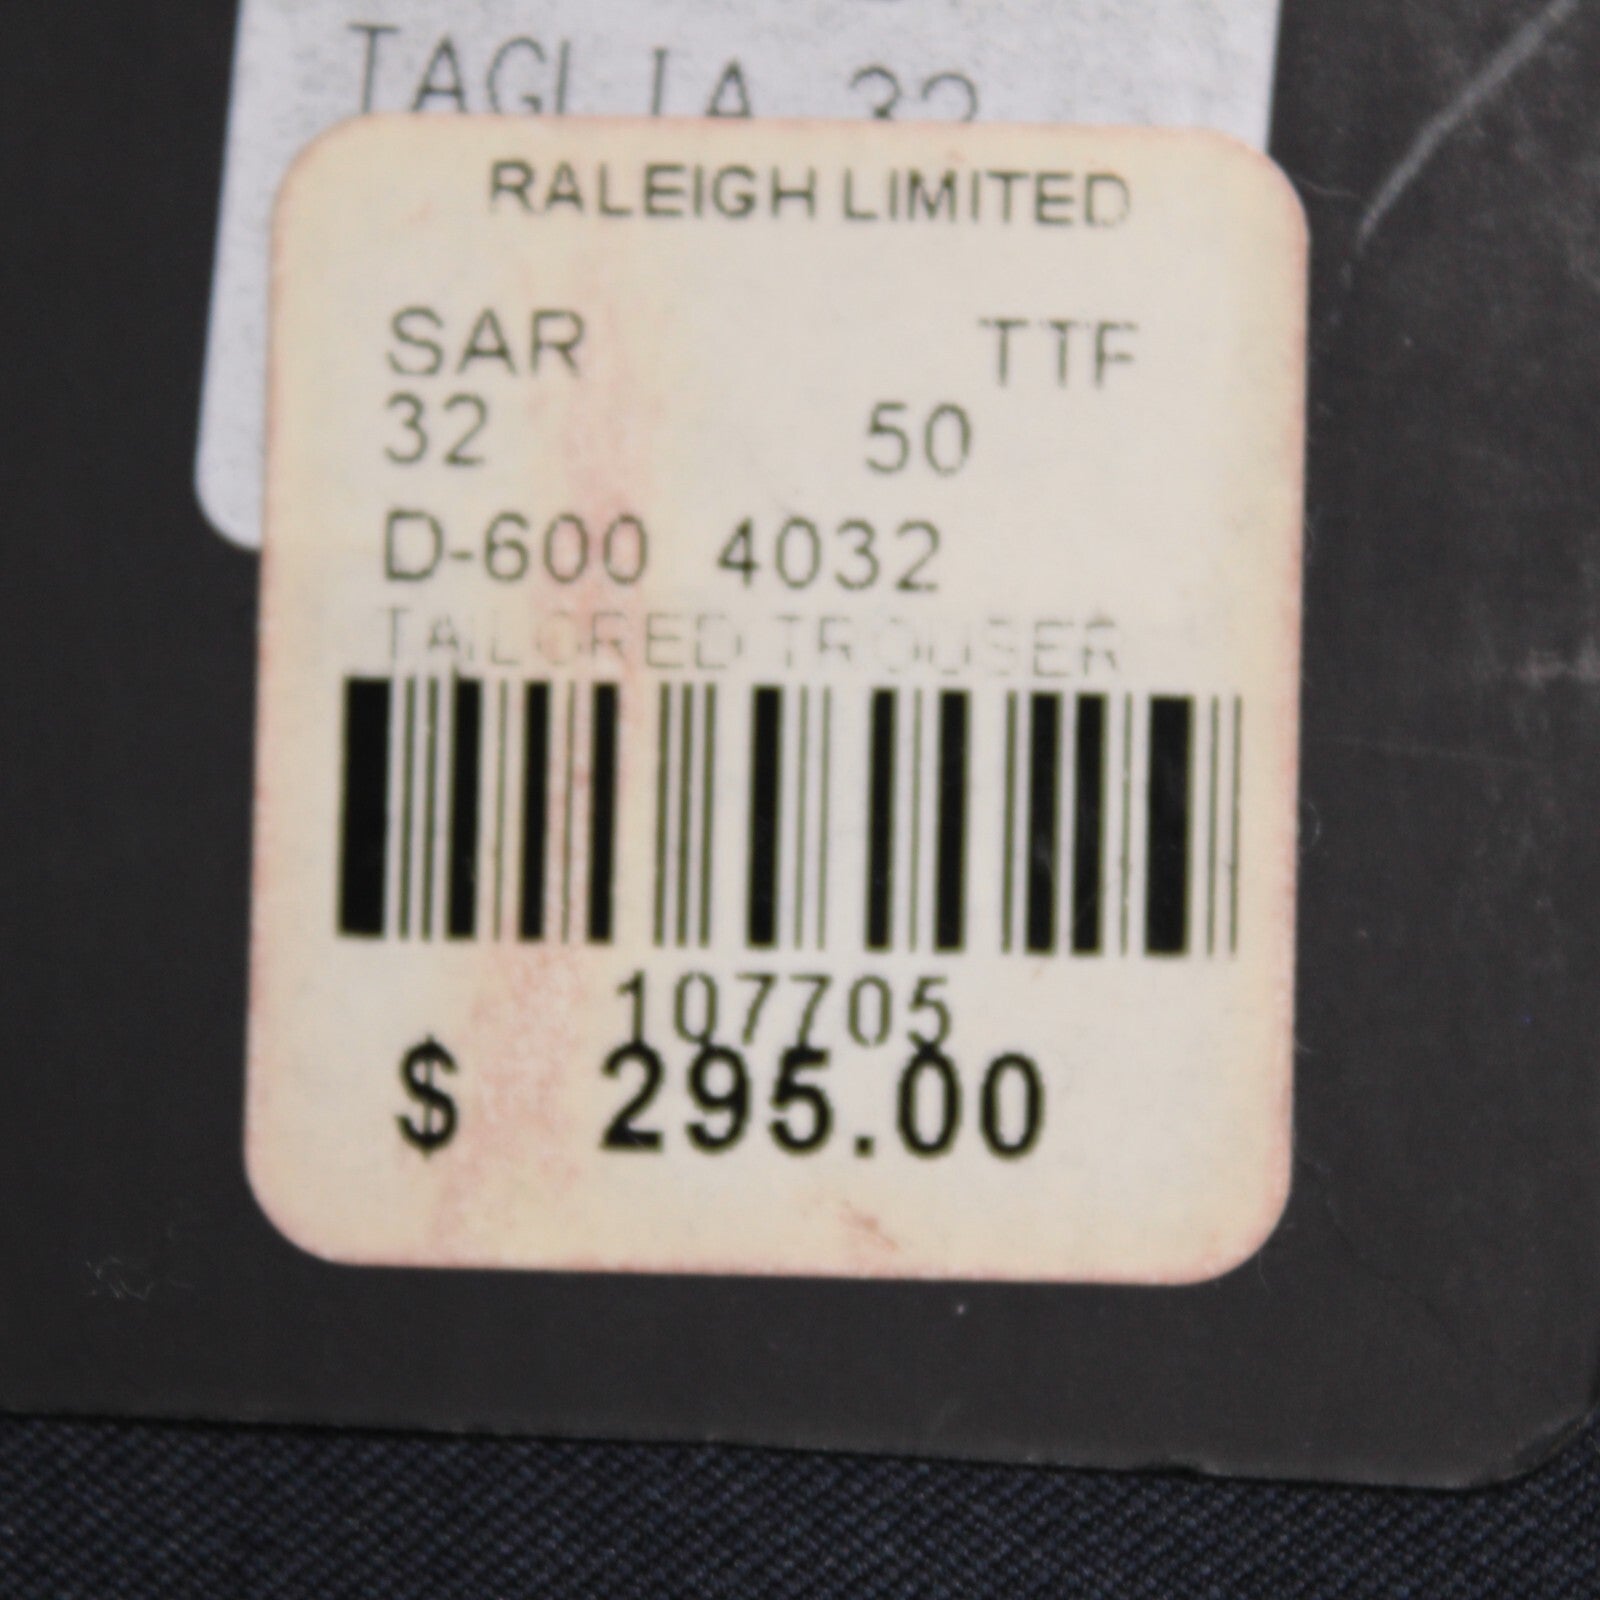 TAGLIA 32
RALEIGH LIMITED
SAR TTF
32 50
D-600 4032
TAILORED TROUSER
107705
$ 295.00